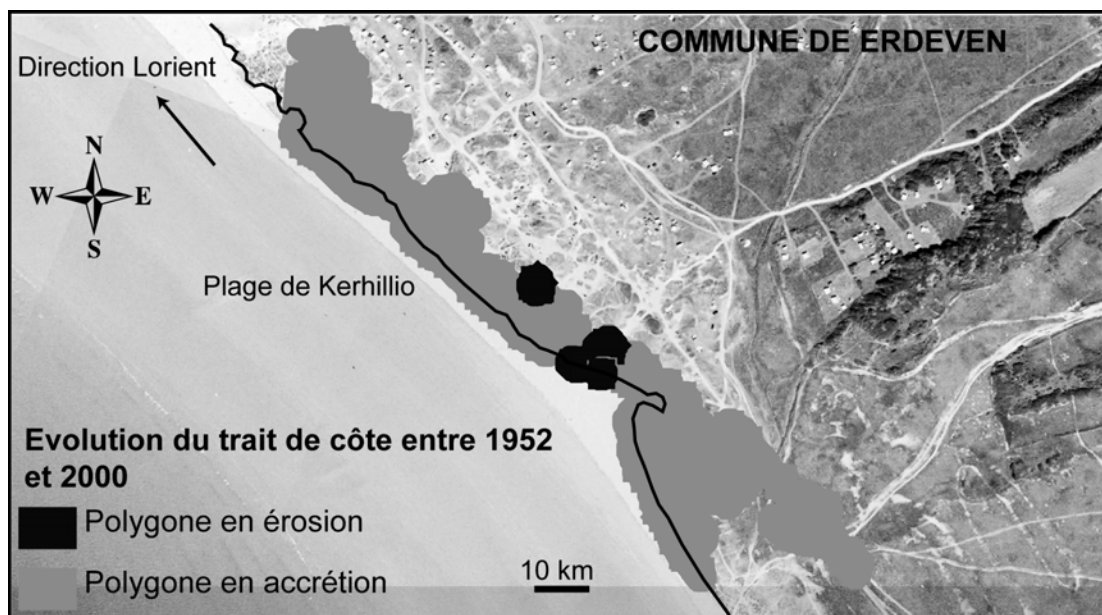 COMMUNE DE ERDEVEN
Direction Lorient
N
W E
S
Plage de Kerhillio
Evolution du trait de côte entre 1952
et 2000
Polygone en érosion
Polygone en accrétion
10 km